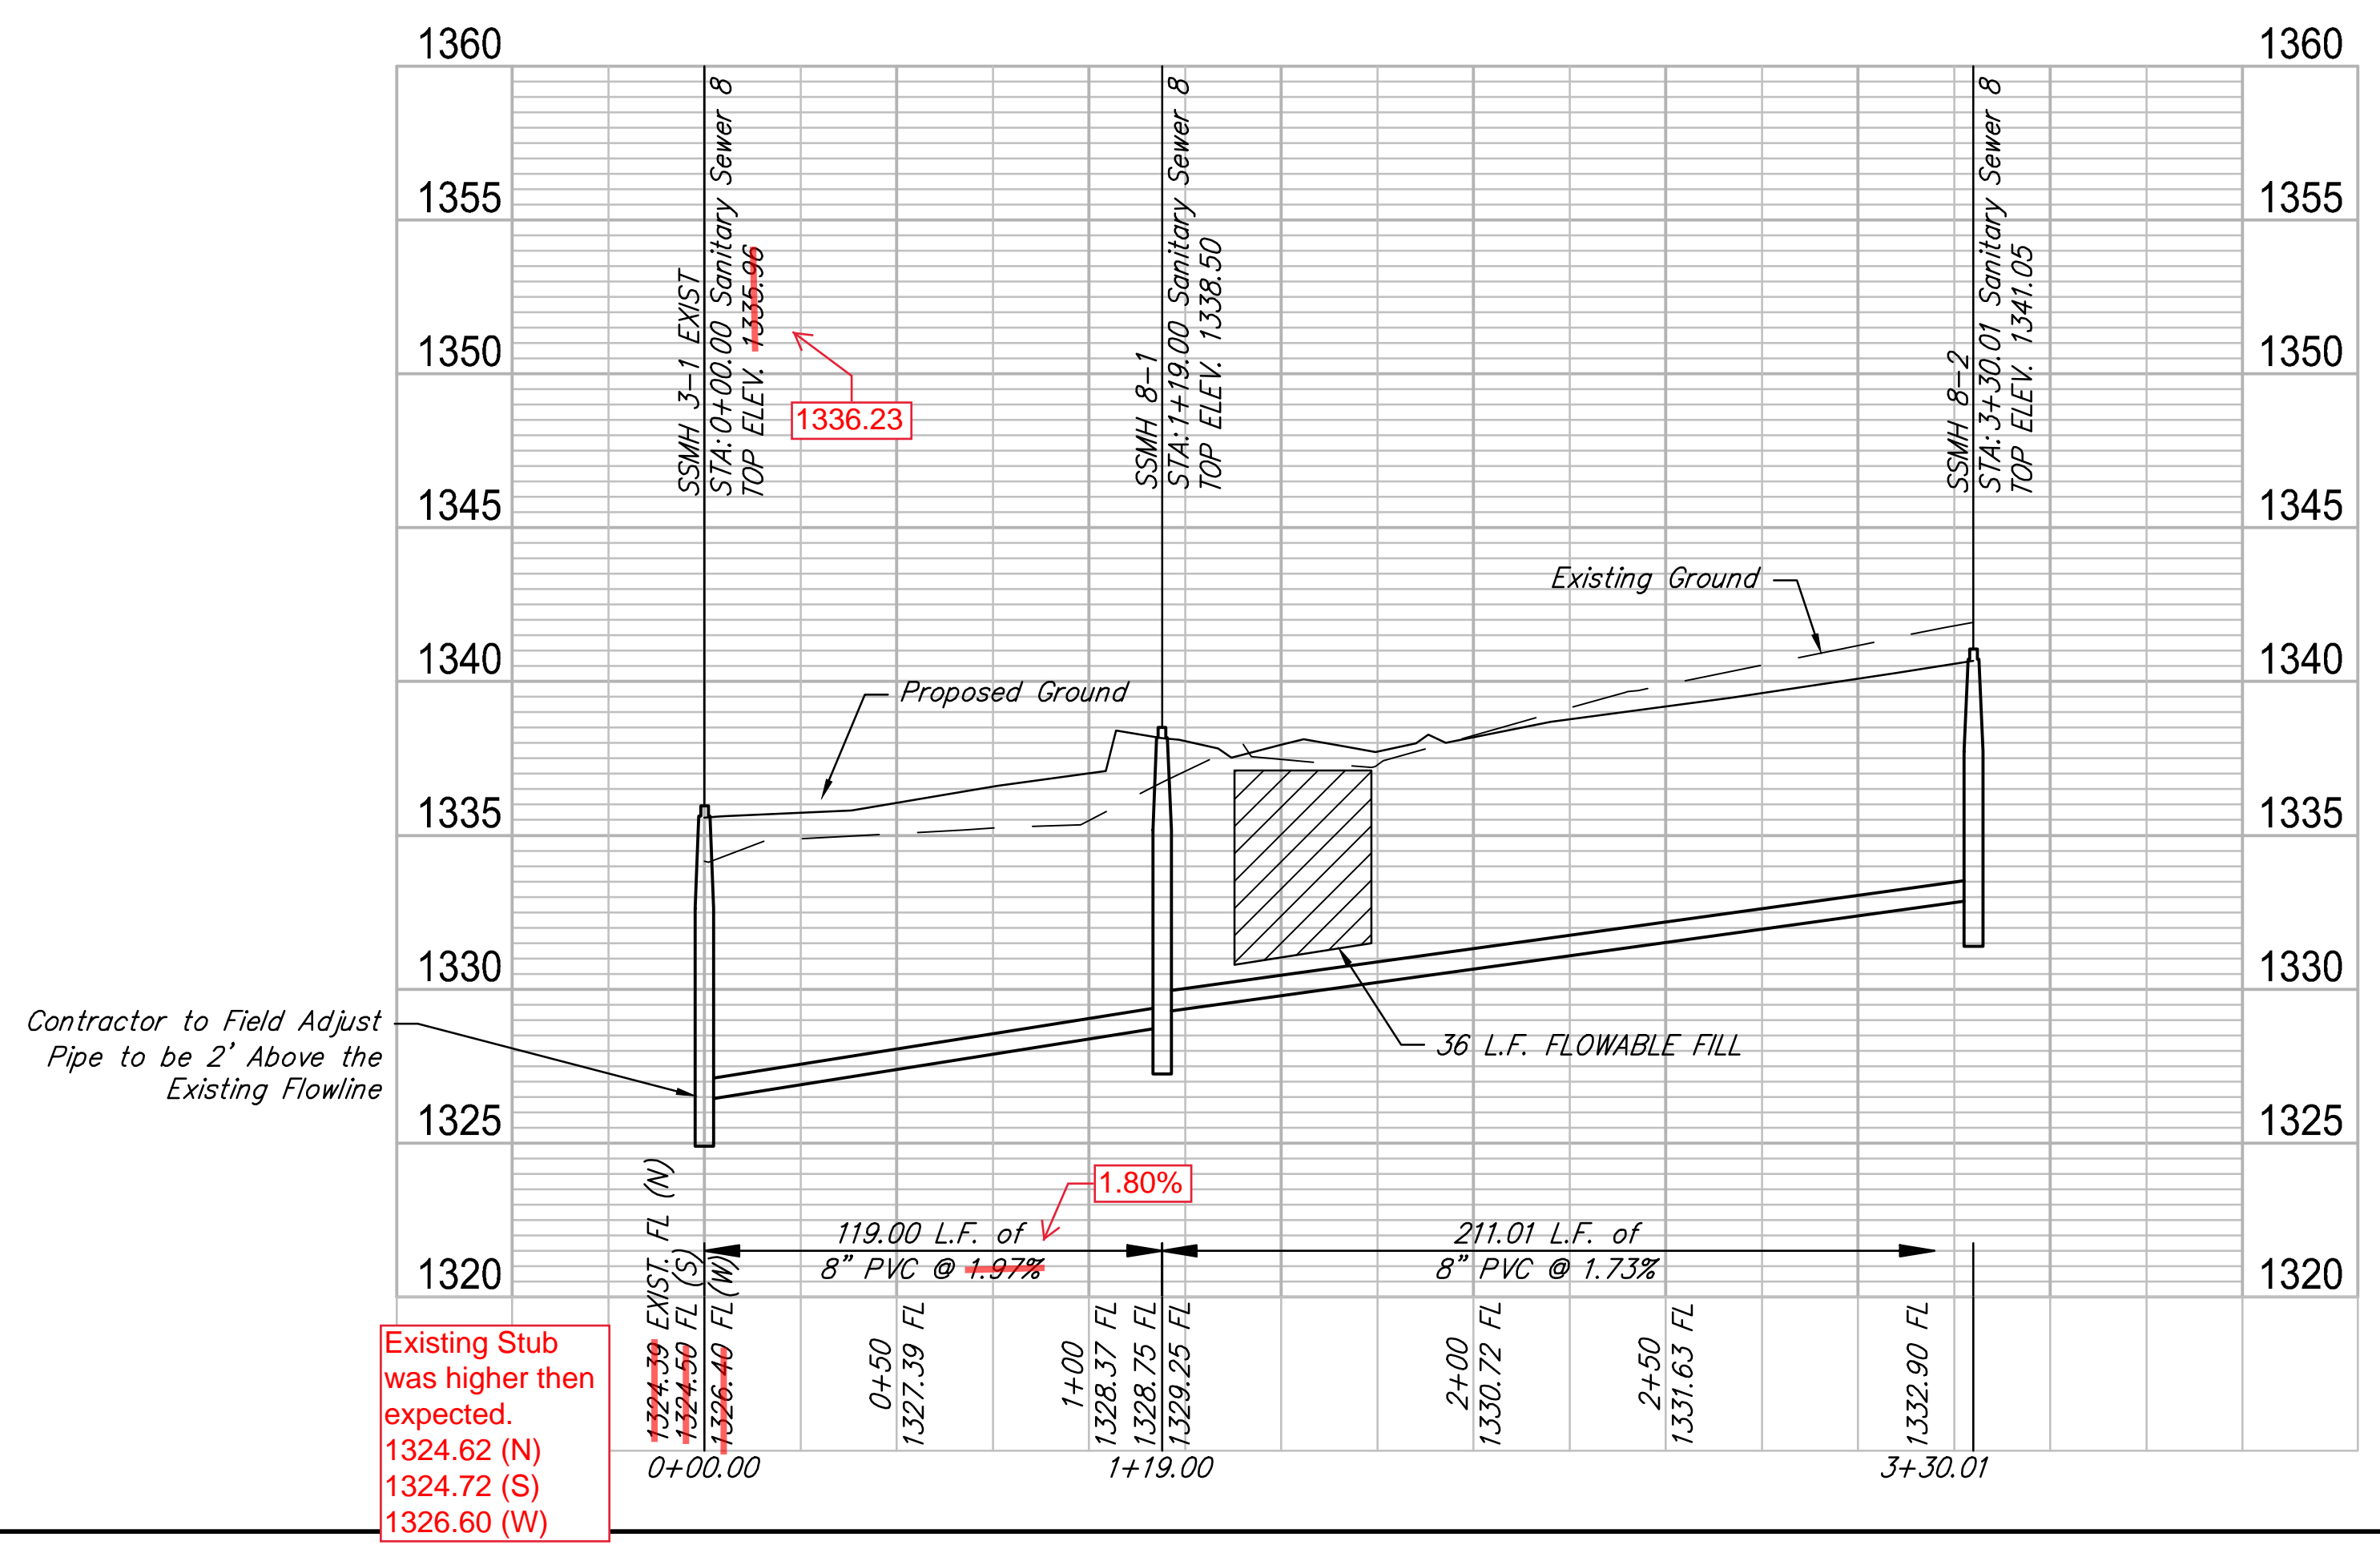 1360
1360
1355
1355
1350
1350
1345
1345
1340
1340
1335
1335
1330
1330
1325
1325
1320
1320
SSMH 3-1 EXIST
STA:0+00.00 Sanitary Sewer 8
TOP ELEV. 1335.96
1336.23
SSMH 8-1
STA:1+19.00 Sanitary Sewer 8
TOP ELEV. 1338.50
SSMH 8-2
STA:3+30.01 Sanitary Sewer 8
TOP ELEV. 1341.05
Existing Ground
Proposed Ground
36 L.F. FLOWABLE FILL
Contractor to Field Adjust
Pipe to be 2' Above the
Existing Flowline
1.80%
119.00 L.F. of
8" PVC @ 1.97%
211.01 L.F. of
8" PVC @ 1.73%
1324.39 EXIST. FL (N)
1324.50 FL (S)
1326.40 FL(W)
0+50
1327.39 FL
1+00
1328.37 FL
1328.75 FL
1329.25 FL
2+00
1330.72 FL
2+50
1331.63 FL
1332.90 FL
Existing Stub
was higher then
expected.
1324.62 (N)
1324.72 (S)
1326.60 (W)
0+00.00
1+19.00
3+30.01